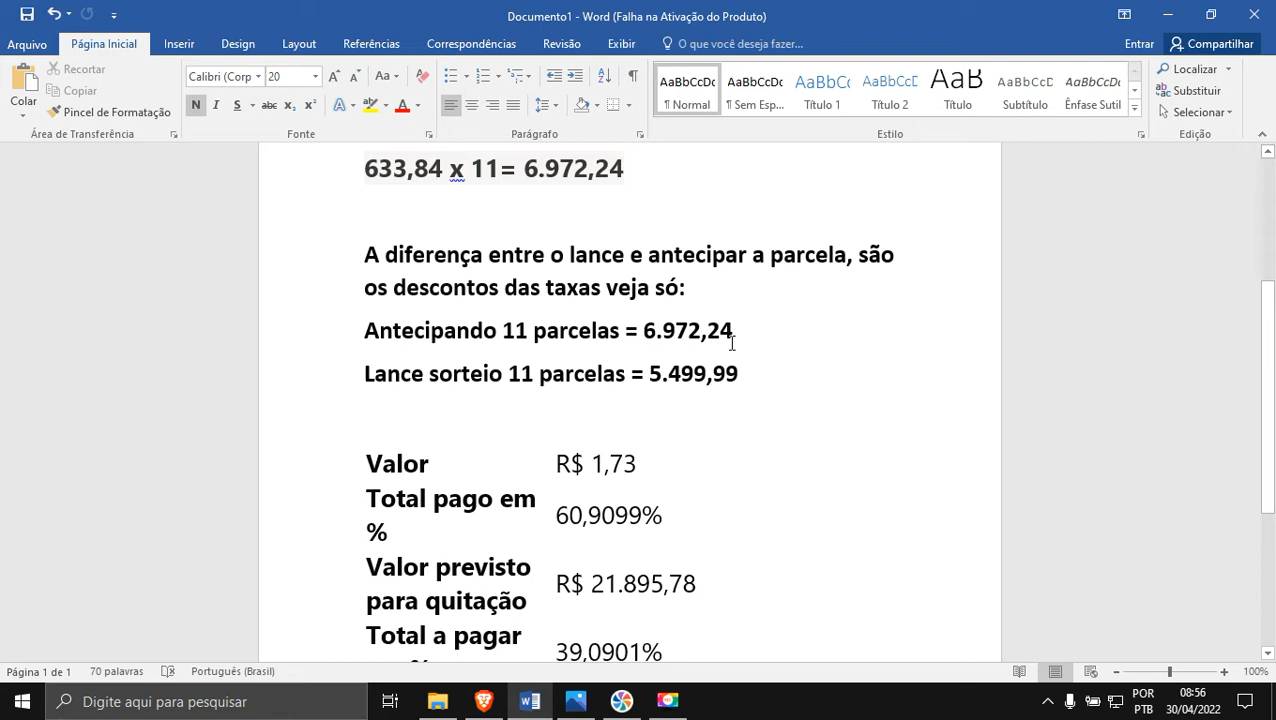 Documento1 - Word (Falha na Ativação do Produto)
Arquivo Página Inicial Inserir Design Layout Referências Correspondências Revisão Exibir O que você deseja fazer... Entrar Compartilhar
Colar
Recortar
Copiar
Pincel de Formatação
Área de Transferência
Calibri (Corp 20
Fonte
Parágrafo
AaBbCcDc AaBbCcDc AaBbCc AaBbCcD AaB AaBbCcD AaBbCcDc
¶ Normal ¶ Sem Esp... Título 1 Título 2 Título Subtítulo Ênfase Sutil
Estilo
Localizar
Substituir
Selecionar
Edição
633,84 x 11= 6.972,24
A diferença entre o lance e antecipar a parcela, são
os descontos das taxas veja só:
Antecipando 11 parcelas = 6.972,24
Lance sorteio 11 parcelas = 5.499,99
Valor R$ 1,73
Total pago em
% 60,9099%
Valor previsto
para quitação R$ 21.895,78
Total a pagar
39,0901%
Página 1 de 1 70 palavras Português (Brasil) 100%
Digite aqui para pesquisar
POR
PTB
08:56
30/04/2022